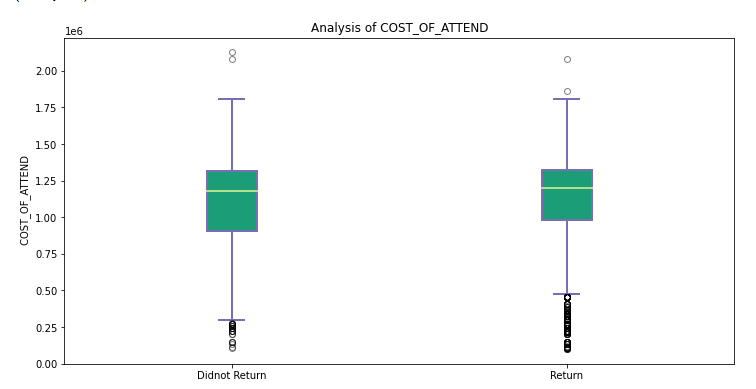 Analysis of COST_OF_ATTEND
1e6
2.00
1.75
1.50
1.25
1.00
0.75
0.50
0.25
0.00
COST_OF_ATTEND
Didnot Return
Return